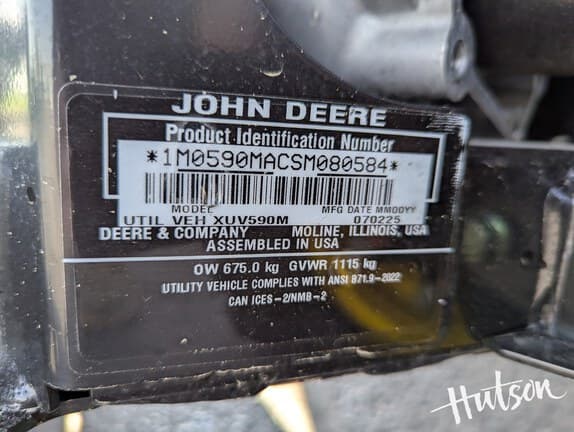 JOHN DEERE
Product Identification Number
*1M0590MACSM080584*
MODEL MFG DATE MMDDYY
UTIL VEH XUV590M 070225
DEERE & COMPANY MOLINE, ILLINOIS, USA
ASSEMBLED IN USA
OW 675.0 kg GVWR 1115 kg
UTILITY VEHICLE COMPLIES WITH ANSI B71.9-2022
CAN ICES-2/NMB-2
Hutson